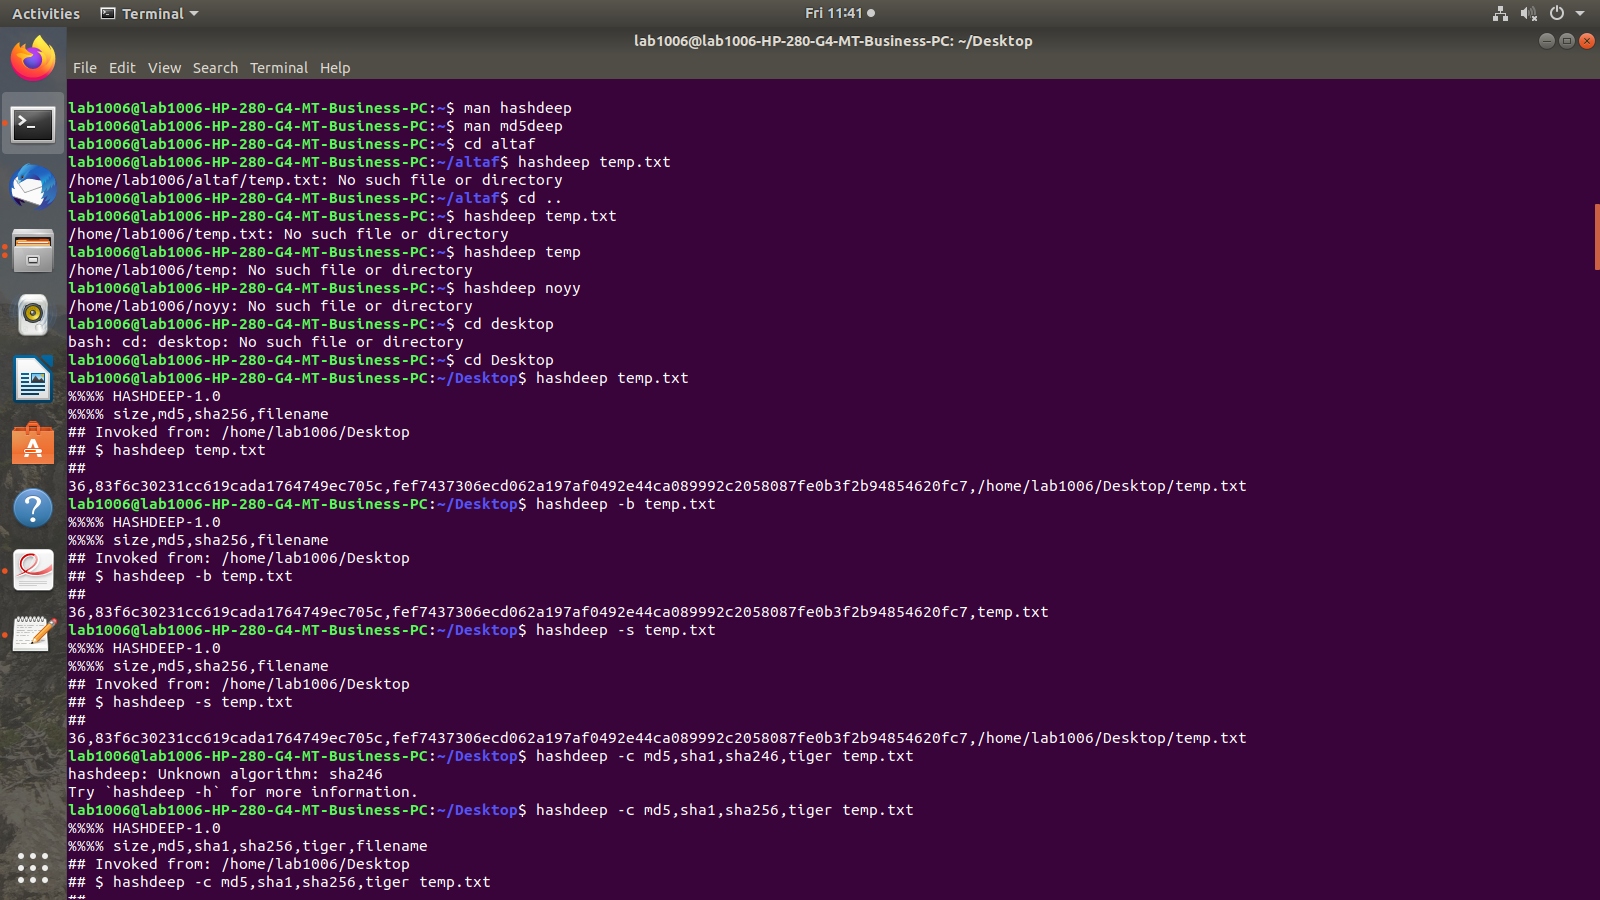 Activities Terminal Fri 11:41
lab1006@lab1006-HP-280-G4-MT-Business-PC: ~/Desktop
File Edit View Search Terminal Help
lab1006@lab1006-HP-280-G4-MT-Business-PC:~$ man hashdeep
lab1006@lab1006-HP-280-G4-MT-Business-PC:~$ man md5deep
lab1006@lab1006-HP-280-G4-MT-Business-PC:~$ cd altaf
lab1006@lab1006-HP-280-G4-MT-Business-PC:~/altaf$ hashdeep temp.txt
/home/lab1006/altaf/temp.txt: No such file or directory
lab1006@lab1006-HP-280-G4-MT-Business-PC:~/altaf$ cd ..
lab1006@lab1006-HP-280-G4-MT-Business-PC:~$ hashdeep temp.txt
/home/lab1006/temp.txt: No such file or directory
lab1006@lab1006-HP-280-G4-MT-Business-PC:~$ hashdeep temp
/home/lab1006/temp: No such file or directory
lab1006@lab1006-HP-280-G4-MT-Business-PC:~$ hashdeep noyy
/home/lab1006/noyy: No such file or directory
lab1006@lab1006-HP-280-G4-MT-Business-PC:~$ cd desktop
bash: cd: desktop: No such file or directory
lab1006@lab1006-HP-280-G4-MT-Business-PC:~$ cd Desktop
lab1006@lab1006-HP-280-G4-MT-Business-PC:~/Desktop$ hashdeep temp.txt
%%%% HASHDEEP-1.0
%%%% size,md5,sha256,filename
## Invoked from: /home/lab1006/Desktop
## $ hashdeep temp.txt
##
36,83f6c30231cc619cada1764749ec705c,fef7437306ecd062a197af0492e44ca089992c2058087fe0b3f2b94854620fc7,/home/lab1006/Desktop/temp.txt
lab1006@lab1006-HP-280-G4-MT-Business-PC:~/Desktop$ hashdeep -b temp.txt
%%%% HASHDEEP-1.0
%%%% size,md5,sha256,filename
## Invoked from: /home/lab1006/Desktop
## $ hashdeep -b temp.txt
##
36,83f6c30231cc619cada1764749ec705c,fef7437306ecd062a197af0492e44ca089992c2058087fe0b3f2b94854620fc7,temp.txt
lab1006@lab1006-HP-280-G4-MT-Business-PC:~/Desktop$ hashdeep -s temp.txt
%%%% HASHDEEP-1.0
%%%% size,md5,sha256,filename
## Invoked from: /home/lab1006/Desktop
## $ hashdeep -s temp.txt
##
36,83f6c30231cc619cada1764749ec705c,fef7437306ecd062a197af0492e44ca089992c2058087fe0b3f2b94854620fc7,/home/lab1006/Desktop/temp.txt
lab1006@lab1006-HP-280-G4-MT-Business-PC:~/Desktop$ hashdeep -c md5,sha1,sha246,tiger temp.txt
hashdeep: Unknown algorithm: sha246
Try `hashdeep -h` for more information.
lab1006@lab1006-HP-280-G4-MT-Business-PC:~/Desktop$ hashdeep -c md5,sha1,sha256,tiger temp.txt
%%%% HASHDEEP-1.0
%%%% size,md5,sha1,sha256,tiger,filename
## Invoked from: /home/lab1006/Desktop
## $ hashdeep -c md5,sha1,sha256,tiger temp.txt
##